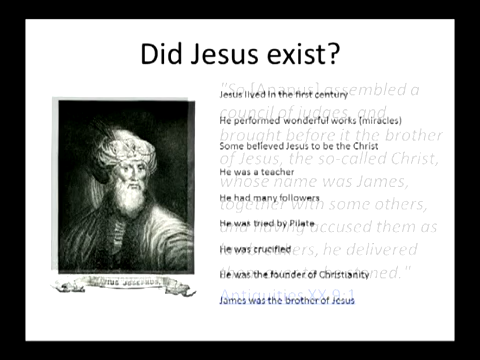 Did Jesus exist?
Jesus lived in the first century
He performed wonderful works (miracles)
Some believed Jesus to be the Christ
He was a teacher
He had many followers
He was tried by Pilate
He was crucified
He was the founder of Christianity
James was the brother of Jesus
"So [Ananus] assembled a
council of judges, and
brought before it the brother
of Jesus, the so-called Christ,
whose name was James,
together with some others,
and having accused them as
he delivered
Antiquities XX 9:1